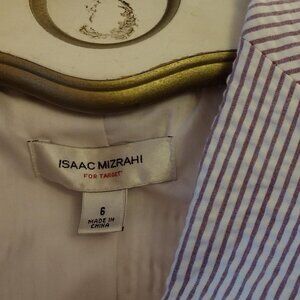 ISAAC MIZRAHI
FOR TARGET
6
MADE IN
CHINA